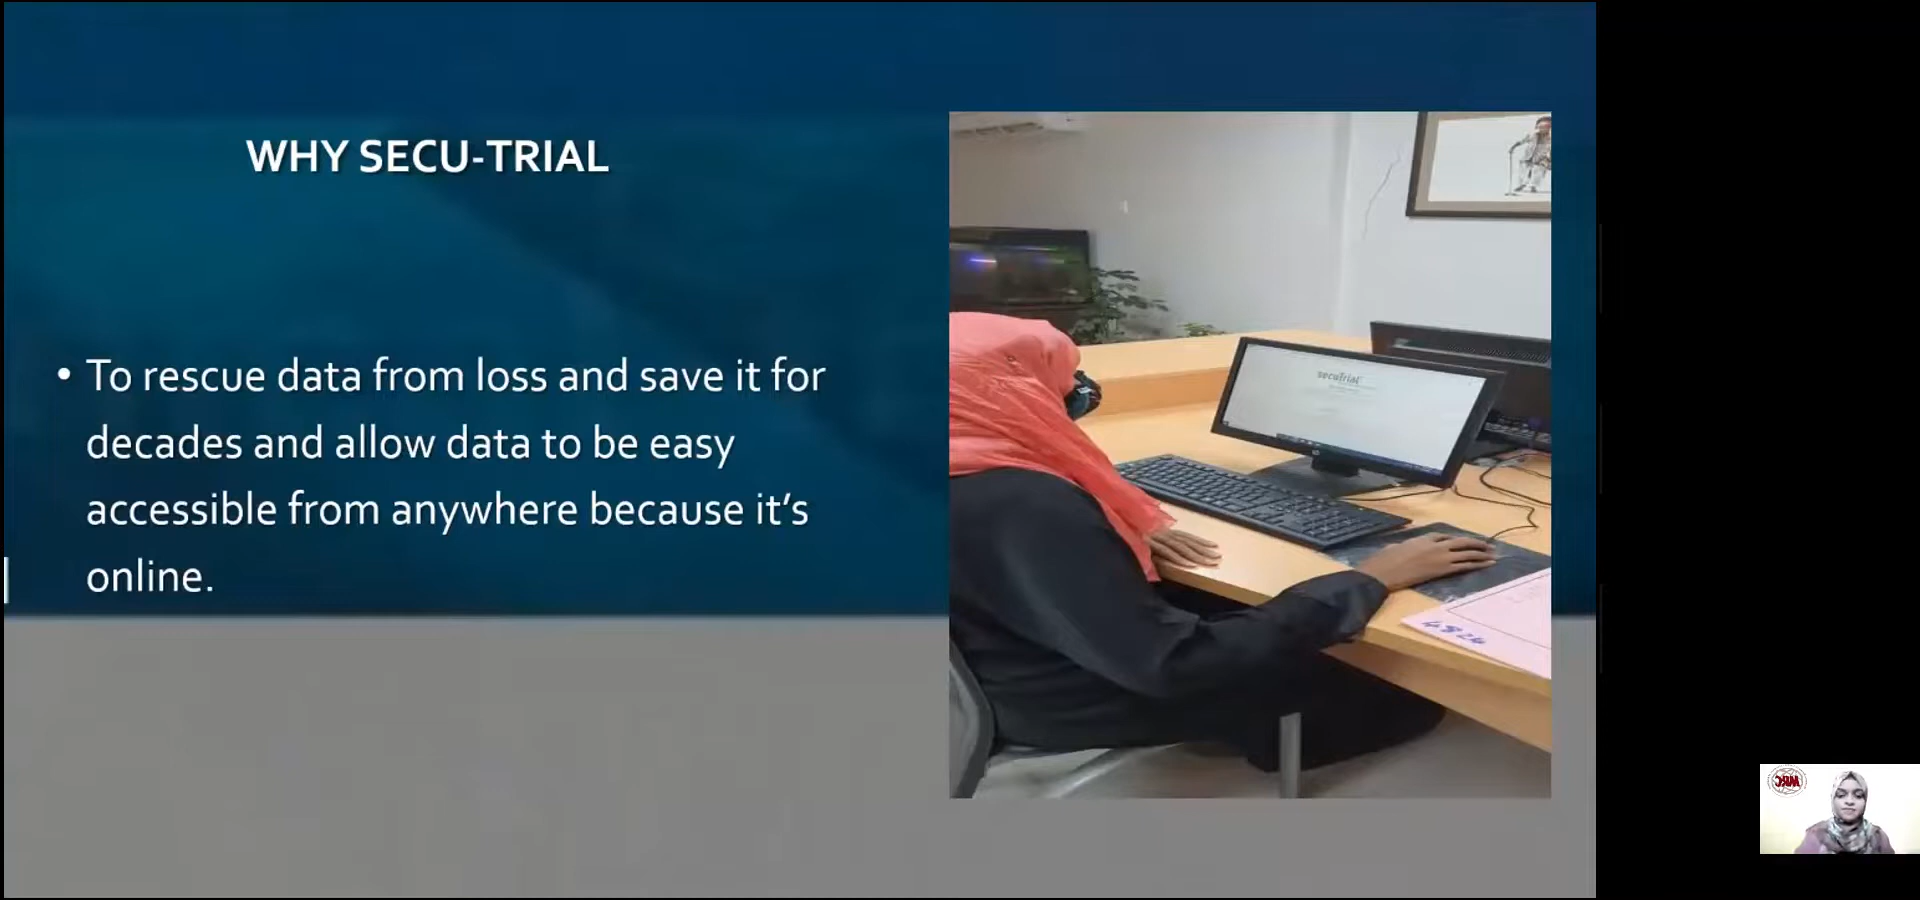 WHY SECU-TRIAL
• To rescue data from loss and save it for
decades and allow data to be easy
accessible from anywhere because it’s
online.
secuTrial